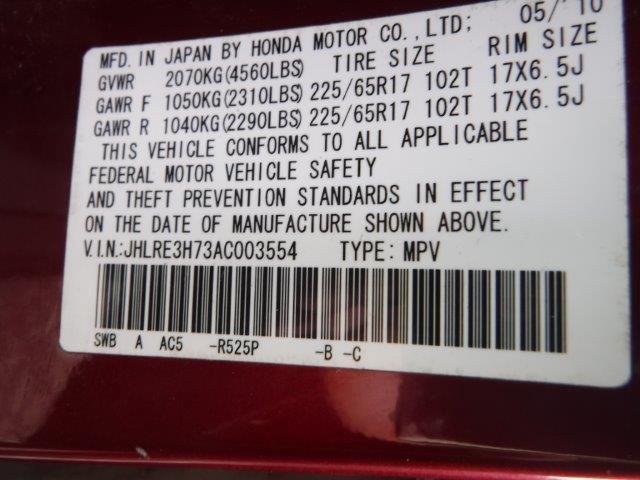 MFD. IN JAPAN BY HONDA MOTOR CO., LTD; 05/ 10
GVWR 2070KG(4560LBS) TIRE SIZE RIM SIZE
GAWR F 1050KG(2310LBS) 225/65R17 102T 17X6.5J
GAWR R 1040KG(2290LBS) 225/65R17 102T 17X6.5J
THIS VEHICLE CONFORMS TO ALL APPLICABLE
FEDERAL MOTOR VEHICLE SAFETY
AND THEFT PREVENTION STANDARDS IN EFFECT
ON THE DATE OF MANUFACTURE SHOWN ABOVE.
V.I.N.:JHLRE3H73AC003554 TYPE: MPV
SWB A AC5 -R525P -B -C